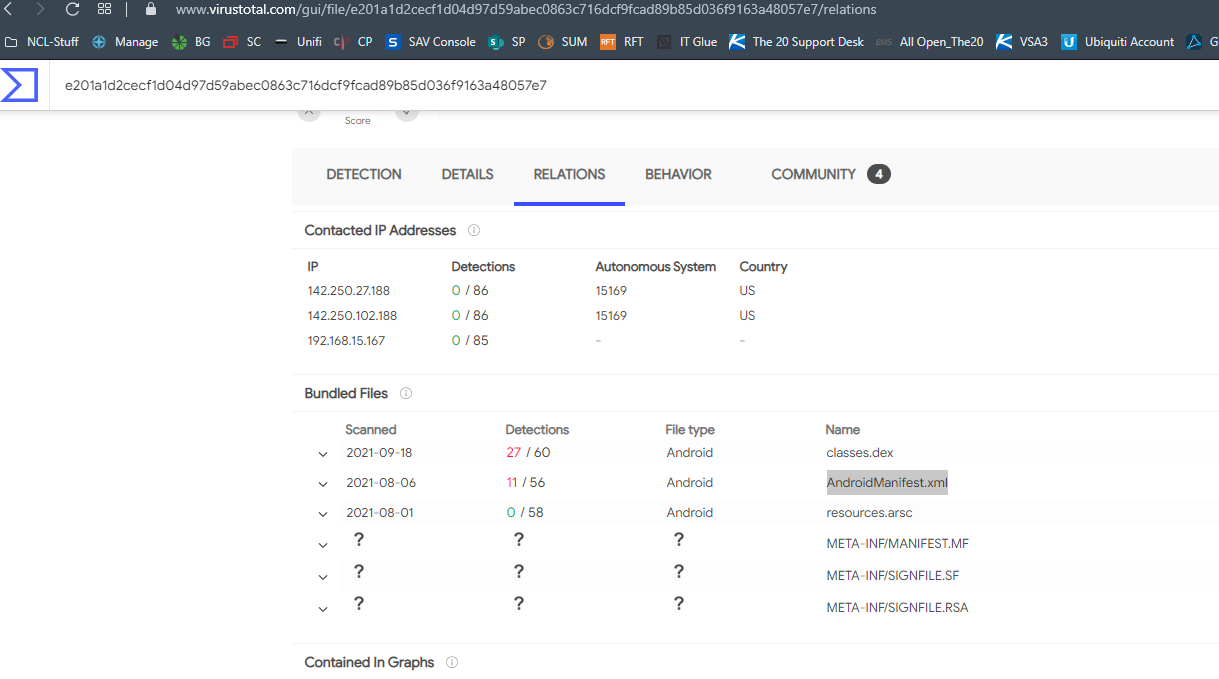 www.virustotal.com/gui/file/e201a1d2cecf1d04d97d59abec0863c716dcf9fcad89b85d036f9163a48057e7/relations
NCL-Stuff Manage BG SC Unifi CP SAV Console SP SUM RFT IT Glue The 20 Support Desk All Open_The20 VSA3 Ubiquiti Account G
e201a1d2cecf1d04d97d59abec0863c716dcf9fcad89b85d036f9163a48057e7
Score
DETECTION DETAILS RELATIONS BEHAVIOR COMMUNITY 4
Contacted IP Addresses
IP Detections Autonomous System Country
142.250.27.188 0 / 86 15169 US
142.250.102.188 0 / 86 15169 US
192.168.15.167 0 / 85 - -
Bundled Files
Scanned Detections File type Name
2021-09-18 27 / 60 Android classes.dex
2021-08-06 11 / 56 Android AndroidManifest.xml
2021-08-01 0 / 58 Android resources.arsc
? ? ? META-INF/MANIFEST.MF
? ? ? META-INF/SIGNFILE.SF
? ? ? META-INF/SIGNFILE.RSA
Contained In Graphs